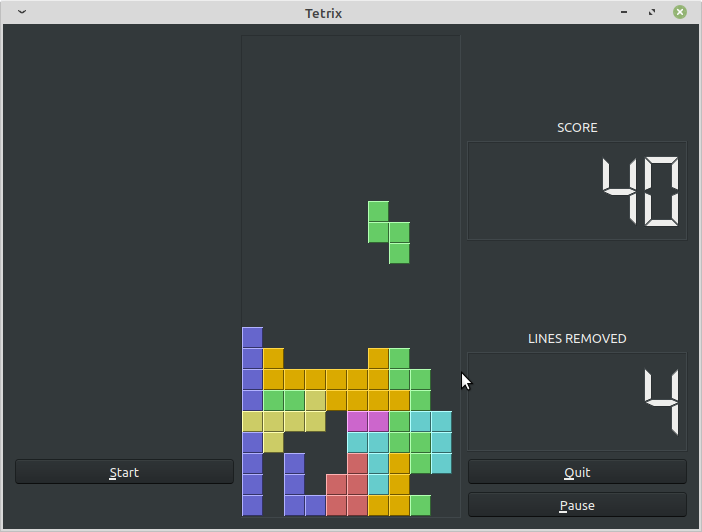 Tetrix
SCORE
40
LINES REMOVED
4
Start
Quit
Pause